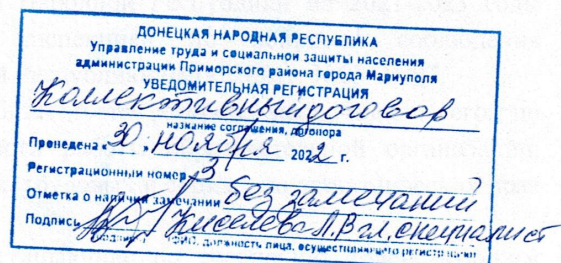 ДОНЕЦКАЯ НАРОДНАЯ РЕСПУБЛИКА
Управление труда и социальной защиты населения
администрации Приморского района города Мариуполя
УВЕДОМИТЕЛЬНАЯ РЕГИСТРАЦИЯ
Коллективный договор
название соглашения, договора
Проведена « 30 » ноября 2022 г.
Регистрационный номер 3
Отметка о наличии замечаний без замечаний
Подпись Киселева Л.В гл. специалист
ФИО, должность лица, осуществляющего регистрацию